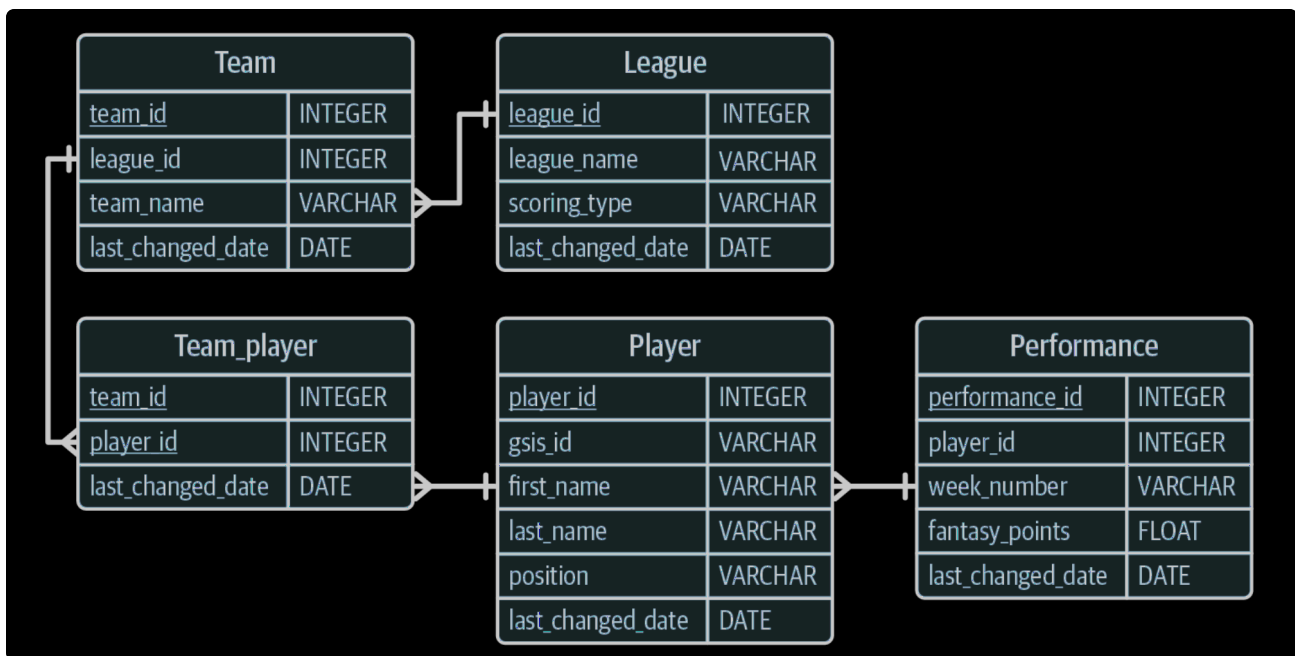 Team
team_id INTEGER
league_id INTEGER
team_name VARCHAR
last_changed_date DATE
League
league_id INTEGER
league_name VARCHAR
scoring_type VARCHAR
last_changed_date DATE
Team_player
team_id INTEGER
player_id INTEGER
last_changed_date DATE
Player
player_id INTEGER
gsis_id VARCHAR
first_name VARCHAR
last_name VARCHAR
position VARCHAR
last_changed_date DATE
Performance
performance_id INTEGER
player_id INTEGER
week_number VARCHAR
fantasy_points FLOAT
last_changed_date DATE